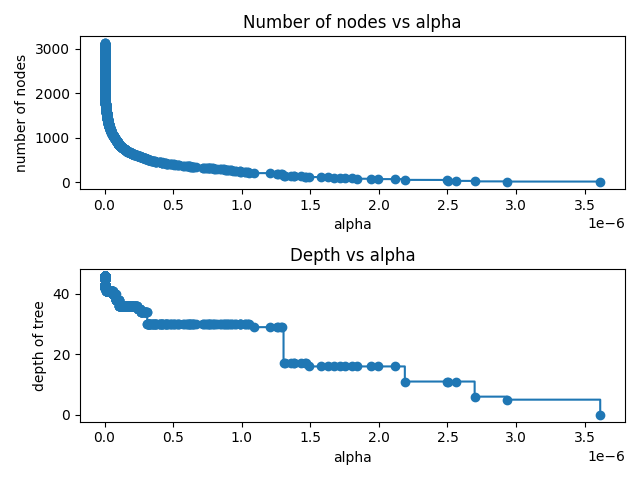 Number of nodes vs alpha
number of nodes
3000
2000
1000
0
0.0 0.5 1.0 1.5 2.0 2.5 3.0 3.5
1e−6
alpha
Depth vs alpha
depth of tree
40
20
0
0.0 0.5 1.0 1.5 2.0 2.5 3.0 3.5
1e−6
alpha